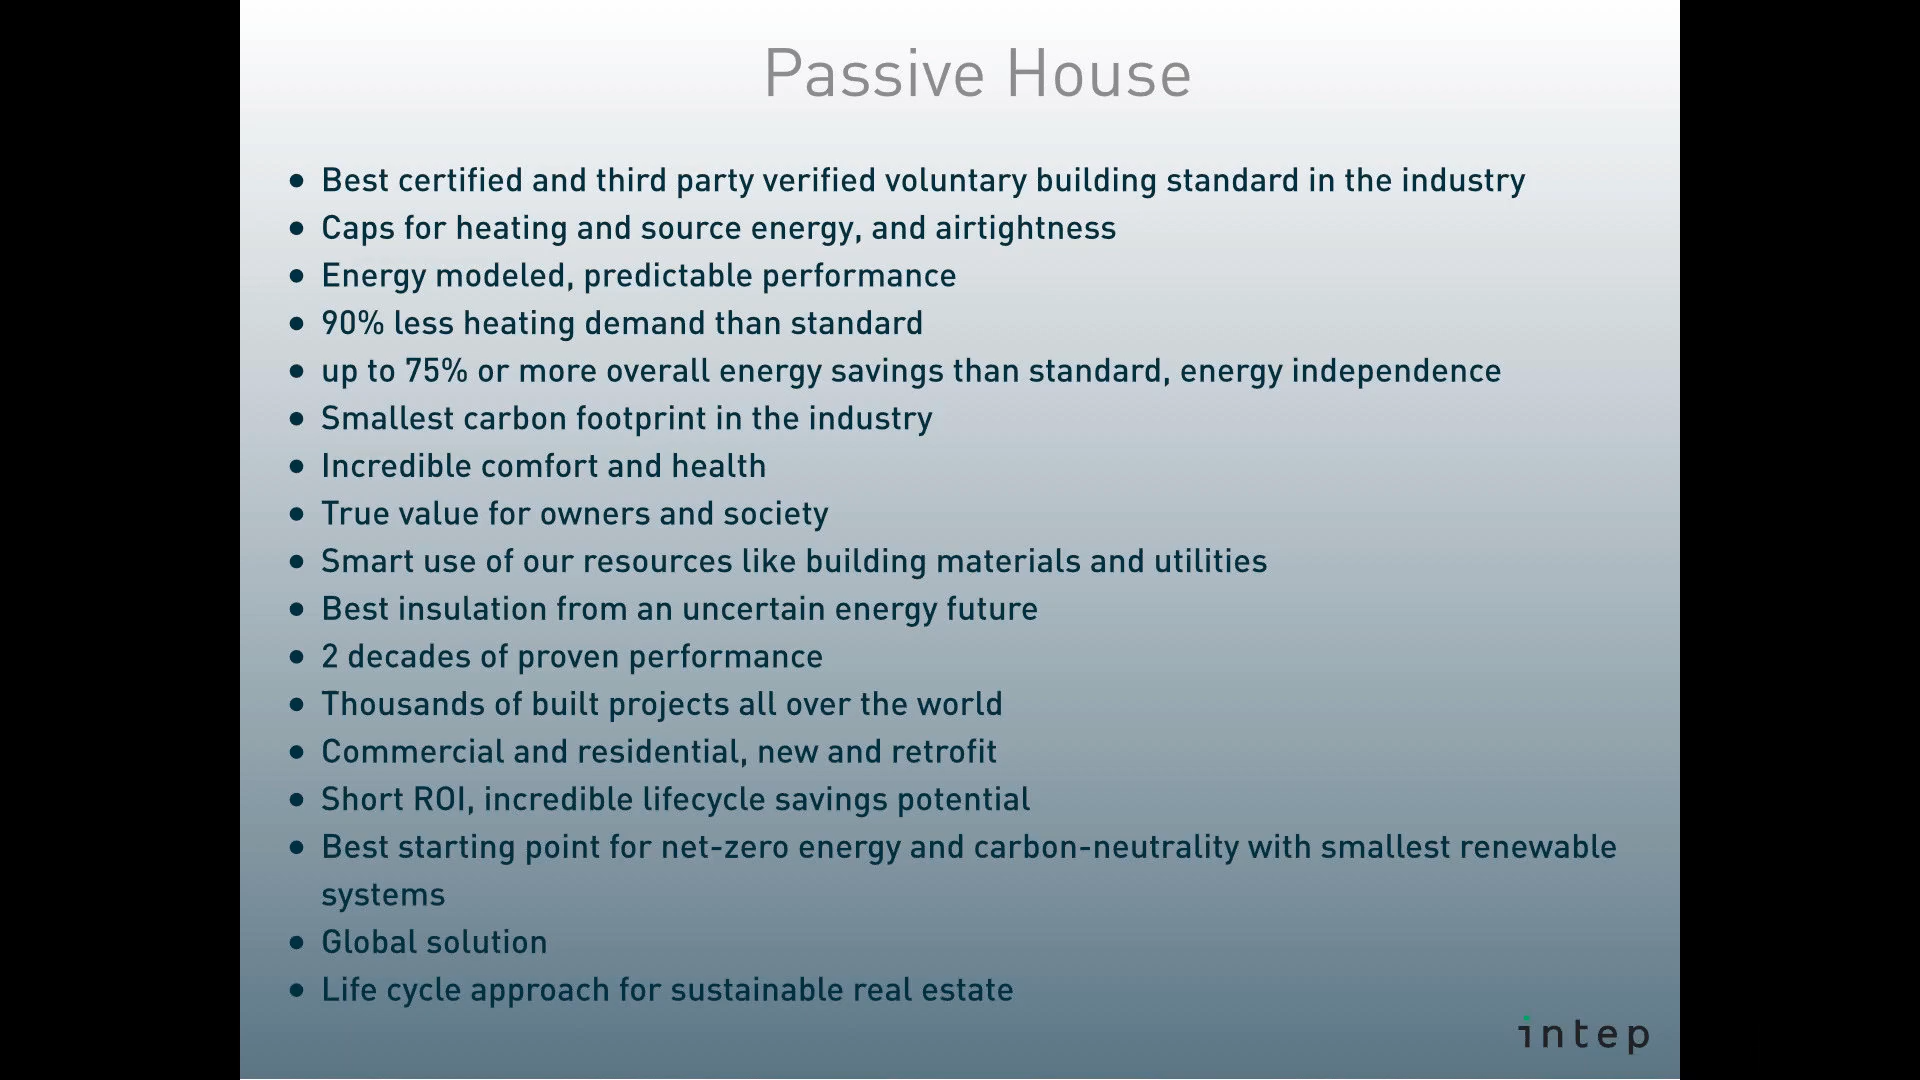 Passive House
• Best certified and third party verified voluntary building standard in the industry
• Caps for heating and source energy, and airtightness
• Energy modeled, predictable performance
• 90% less heating demand than standard
• up to 75% or more overall energy savings than standard, energy independence
• Smallest carbon footprint in the industry
• Incredible comfort and health
• True value for owners and society
• Smart use of our resources like building materials and utilities
• Best insulation from an uncertain energy future
• 2 decades of proven performance
• Thousands of built projects all over the world
• Commercial and residential, new and retrofit
• Short ROI, incredible lifecycle savings potential
• Best starting point for net-zero energy and carbon-neutrality with smallest renewable
systems
• Global solution
• Life cycle approach for sustainable real estate
intep